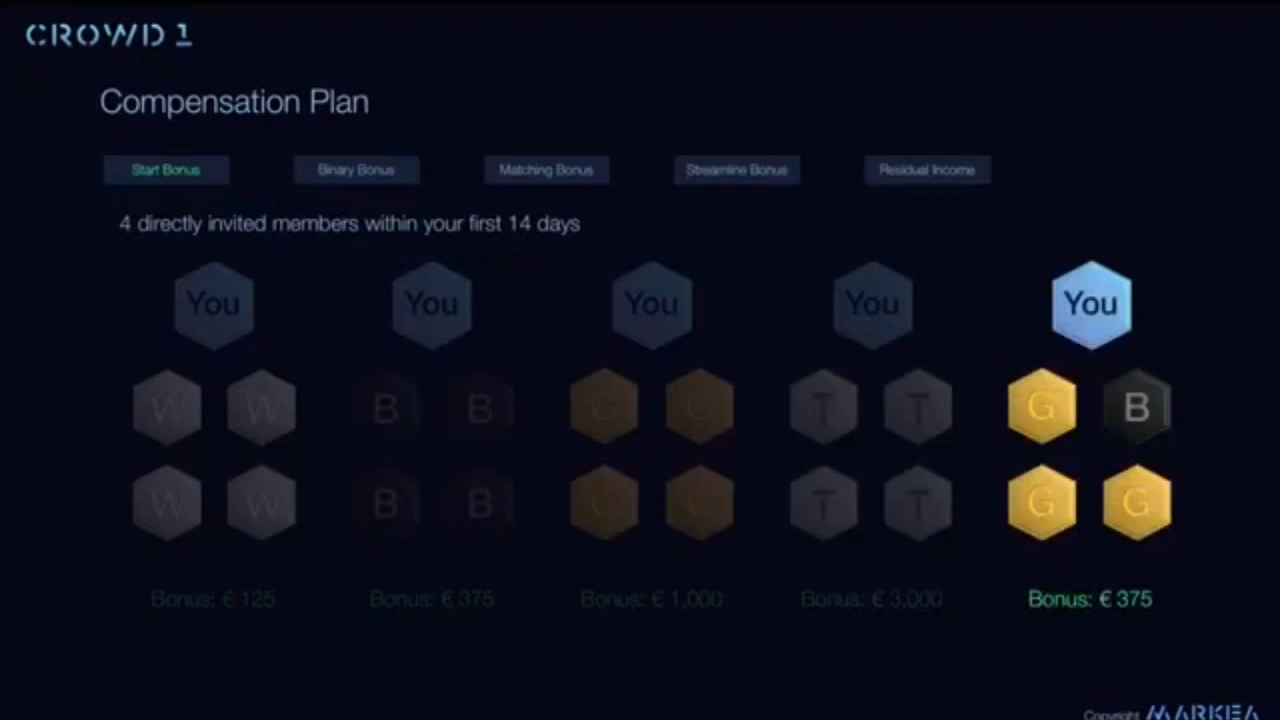 CROWD 1
Compensation Plan
Start Bonus Binary Bonus Matching Bonus Streamline Bonus Residual Income
4 directly invited members within your first 14 days
You You You You You
W W B B G G T T G B
W W B B G G T T G G
Bonus: € 125 Bonus: € 375 Bonus: € 1,000 Bonus: € 3,000 Bonus: € 375
Copyright MARKEA